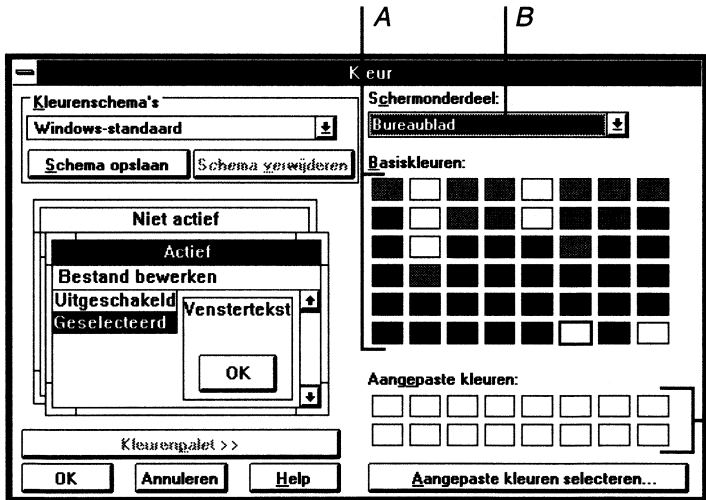 A
B
Kleur
Kleurenschema's
Windows-standaard
Schema opslaan
Schema verwijderen
Schermonderdeel:
Bureaublad
Basiskleuren:
Niet actief
Actief
Bestand bewerken
Uitgeschakeld
Geselecteerd
Venstertekst
OK
Aangepaste kleuren:
Kleurenpalet >>
OK
Annuleren
Help
Aangepaste kleuren selecteren...